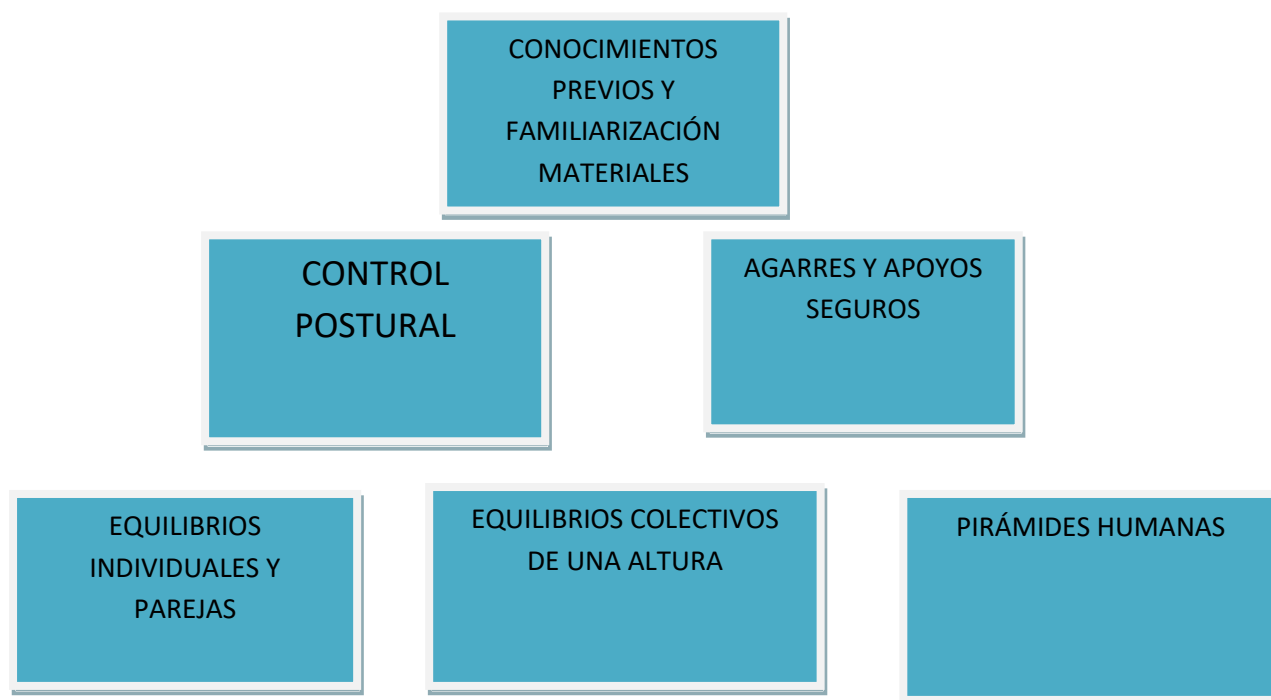 CONOCIMIENTOS
PREVIOS Y
FAMILIARIZACIÓN
MATERIALES
CONTROL
POSTURAL
AGARRES Y APOYOS
SEGUROS
EQUILIBRIOS
INDIVIDUALES Y
PAREJAS
EQUILIBRIOS COLECTIVOS
DE UNA ALTURA
PIRÁMIDES HUMANAS